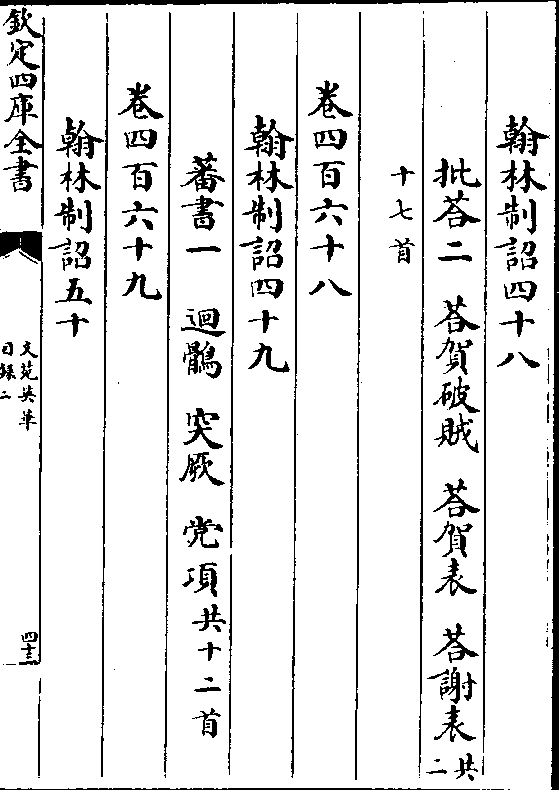 翰林制詔四十八
批荅二　荅賀破賊　荅賀表　荅謝表共二
十七首
卷四百六十八
翰林制詔四十九
蕃書一　迴鶻　突厥　党項共十二首
卷四百六十九
翰林制詔五十
欽定四庫全書
文苑英華
目録二
四十三